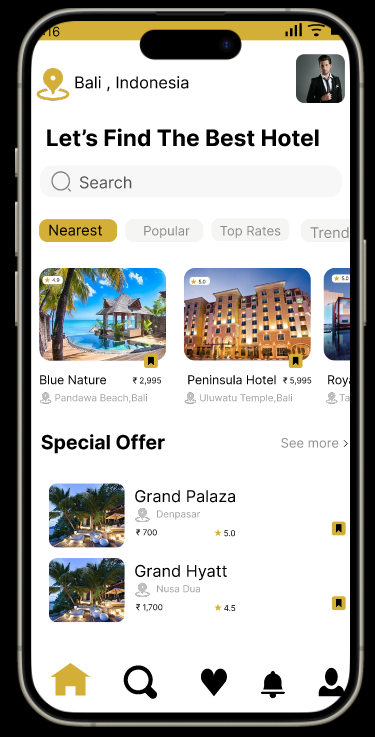 :16
Bali , Indonesia
Let’s Find The Best Hotel
Search
Nearest Popular Top Rates Trend
4.9 5.0 5.0
Blue Nature ₹ 2,995 Peninsula Hotel ₹ 5,995 Roya
Pandawa Beach,Bali Uluwatu Temple,Bali Ta
Special Offer See more >
Grand Palaza
Denpasar
₹ 700 5.0
Grand Hyatt
Nusa Dua
₹ 1,700 4.5